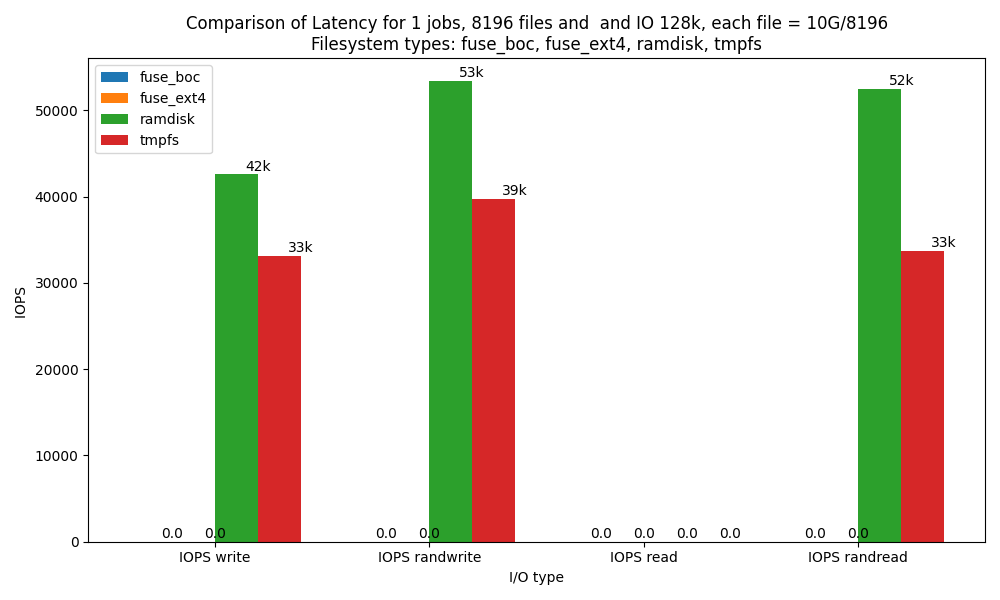 Comparison of Latency for 1 jobs, 8196 files and  and IO 128k, each file = 10G/8196
Filesystem types: fuse_boc, fuse_ext4, ramdisk, tmpfs
fuse_boc
fuse_ext4
ramdisk
tmpfs
IOPS
50000
40000
30000
20000
10000
0
0.0
0.0
42k
33k
0.0
0.0
53k
39k
0.0
0.0
0.0
0.0
0.0
0.0
52k
33k
IOPS write
IOPS randwrite
IOPS read
IOPS randread
I/O type